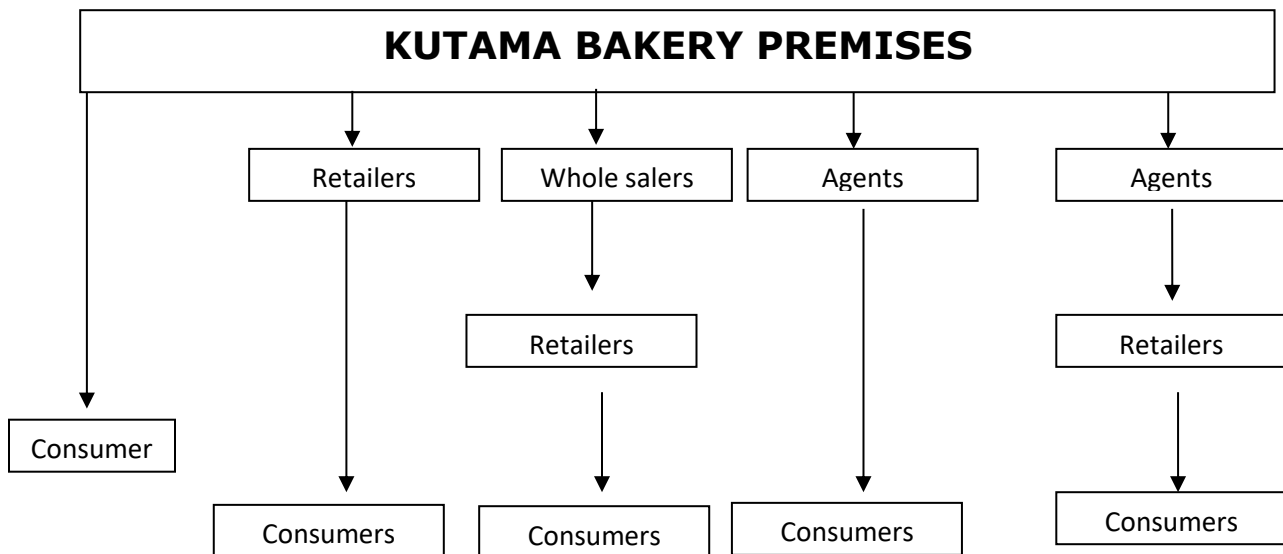 KUTAMA BAKERY PREMISES
Retailers
Whole salers
Agents
Agents
Retailers
Retailers
Consumer
Consumers
Consumers
Consumers
Consumers